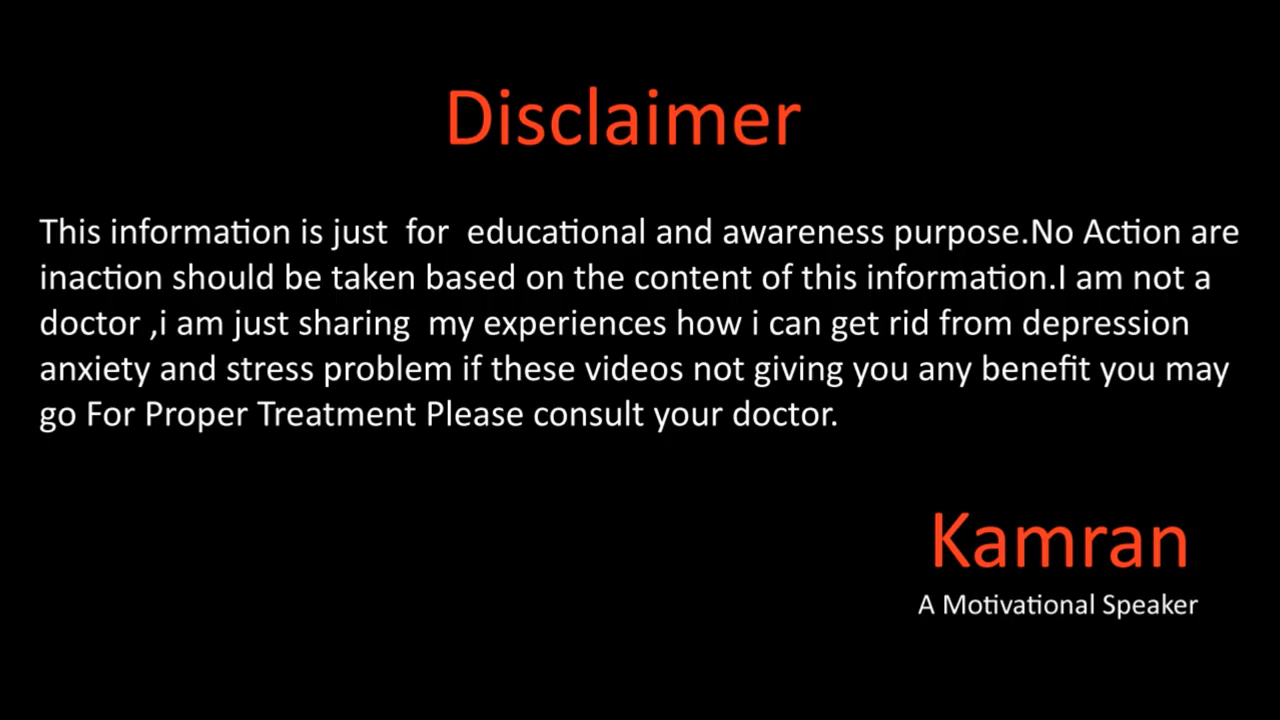 Disclaimer
This information is just  for  educational and awareness purpose.No Action are
inaction should be taken based on the content of this information.I am not a
doctor ,i am just sharing  my experiences how i can get rid from depression
anxiety and stress problem if these videos not giving you any benefit you may
go For Proper Treatment Please consult your doctor.
Kamran
A Motivational Speaker